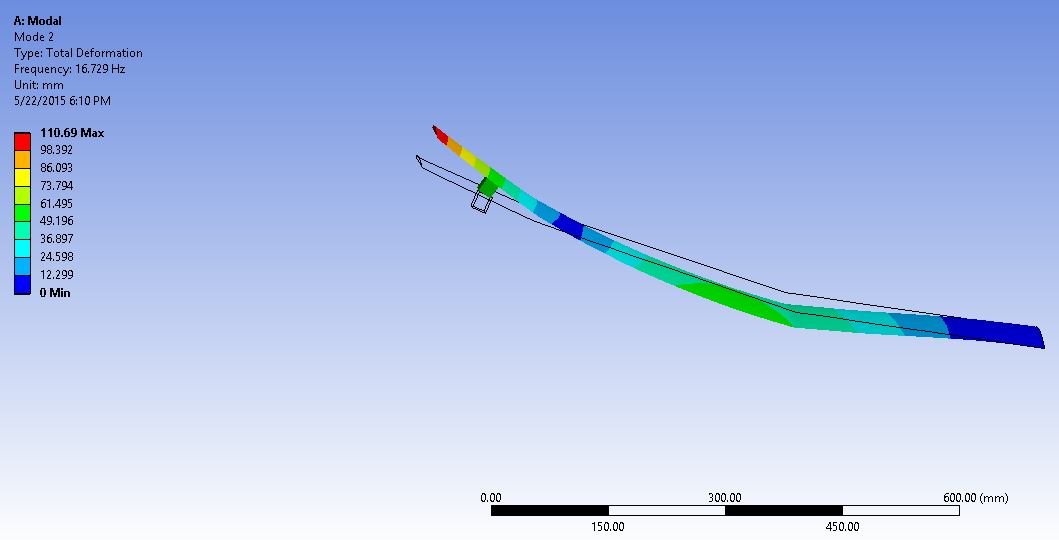 A: Modal
Mode 2
Type: Total Deformation
Frequency: 16.729 Hz
Unit: mm
5/22/2015 6:10 PM
110.69 Max
98.392
86.093
73.794
61.495
49.196
36.897
24.598
12.299
0 Min
0.00 300.00 600.00 (mm)
150.00 450.00